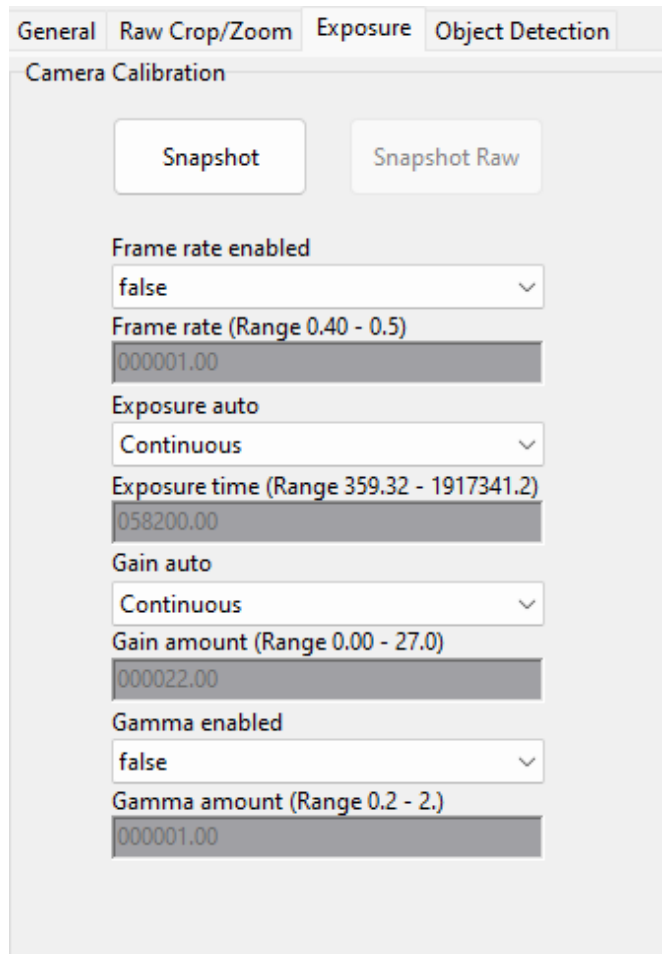 General Raw Crop/Zoom Exposure Object Detection
Camera Calibration
Snapshot Snapshot Raw
Frame rate enabled
false
Frame rate (Range 0.40 - 0.5)
000001.00
Exposure auto
Continuous
Exposure time (Range 359.32 - 1917341.2)
058200.00
Gain auto
Continuous
Gain amount (Range 0.00 - 27.0)
000022.00
Gamma enabled
false
Gamma amount (Range 0.2 - 2.)
000001.00